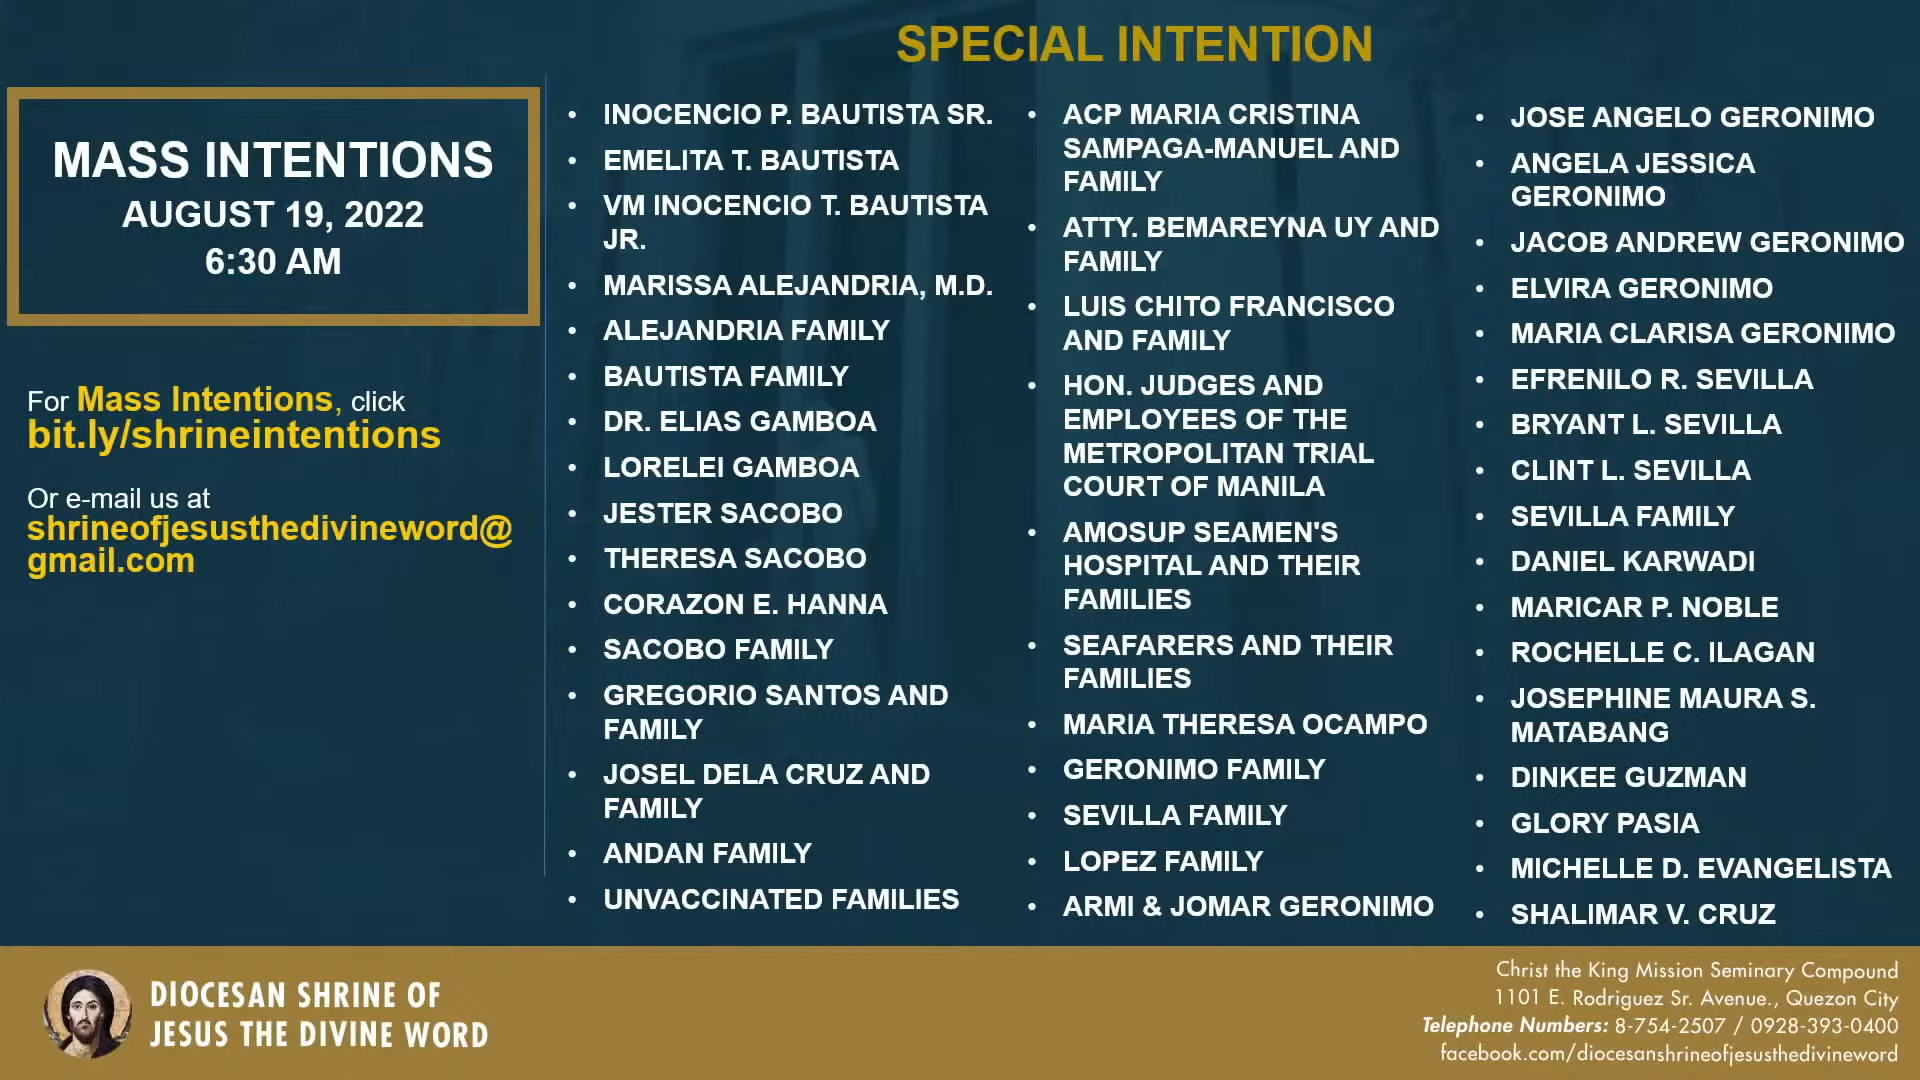 SPECIAL INTENTION
MASS INTENTIONS
AUGUST 19, 2022
6:30 AM
For Mass Intentions, click
bit.ly/shrineintentions
Or e-mail us at
shrineofjesusthedivineword@
gmail.com
• INOCENCIO P. BAUTISTA SR.
• EMELITA T. BAUTISTA
• VM INOCENCIO T. BAUTISTA
JR.
• MARISSA ALEJANDRIA, M.D.
• ALEJANDRIA FAMILY
• BAUTISTA FAMILY
• DR. ELIAS GAMBOA
• LORELEI GAMBOA
• JESTER SACOBO
• THERESA SACOBO
• CORAZON E. HANNA
• SACOBO FAMILY
• GREGORIO SANTOS AND
FAMILY
• JOSEL DELA CRUZ AND
FAMILY
• ANDAN FAMILY
• UNVACCINATED FAMILIES
• ACP MARIA CRISTINA
SAMPAGA-MANUEL AND
FAMILY
• ATTY. BEMAREYNA UY AND
FAMILY
• LUIS CHITO FRANCISCO
AND FAMILY
• HON. JUDGES AND
EMPLOYEES OF THE
METROPOLITAN TRIAL
COURT OF MANILA
• AMOSUP SEAMEN'S
HOSPITAL AND THEIR
FAMILIES
• SEAFARERS AND THEIR
FAMILIES
• MARIA THERESA OCAMPO
• GERONIMO FAMILY
• SEVILLA FAMILY
• LOPEZ FAMILY
• ARMI & JOMAR GERONIMO
• JOSE ANGELO GERONIMO
• ANGELA JESSICA
GERONIMO
• JACOB ANDREW GERONIMO
• ELVIRA GERONIMO
• MARIA CLARISA GERONIMO
• EFRENILO R. SEVILLA
• BRYANT L. SEVILLA
• CLINT L. SEVILLA
• SEVILLA FAMILY
• DANIEL KARWADI
• MARICAR P. NOBLE
• ROCHELLE C. ILAGAN
• JOSEPHINE MAURA S.
MATABANG
• DINKEE GUZMAN
• GLORY PASIA
• MICHELLE D. EVANGELISTA
• SHALIMAR V. CRUZ
DIOCESAN SHRINE OF
JESUS THE DIVINE WORD
Christ the King Mission Seminary Compound
1101 E. Rodriguez Sr. Avenue., Quezon City
Telephone Numbers: 8-754-2507 / 0928-393-0400
facebook.com/diocesanshrineofjesusthedivineword